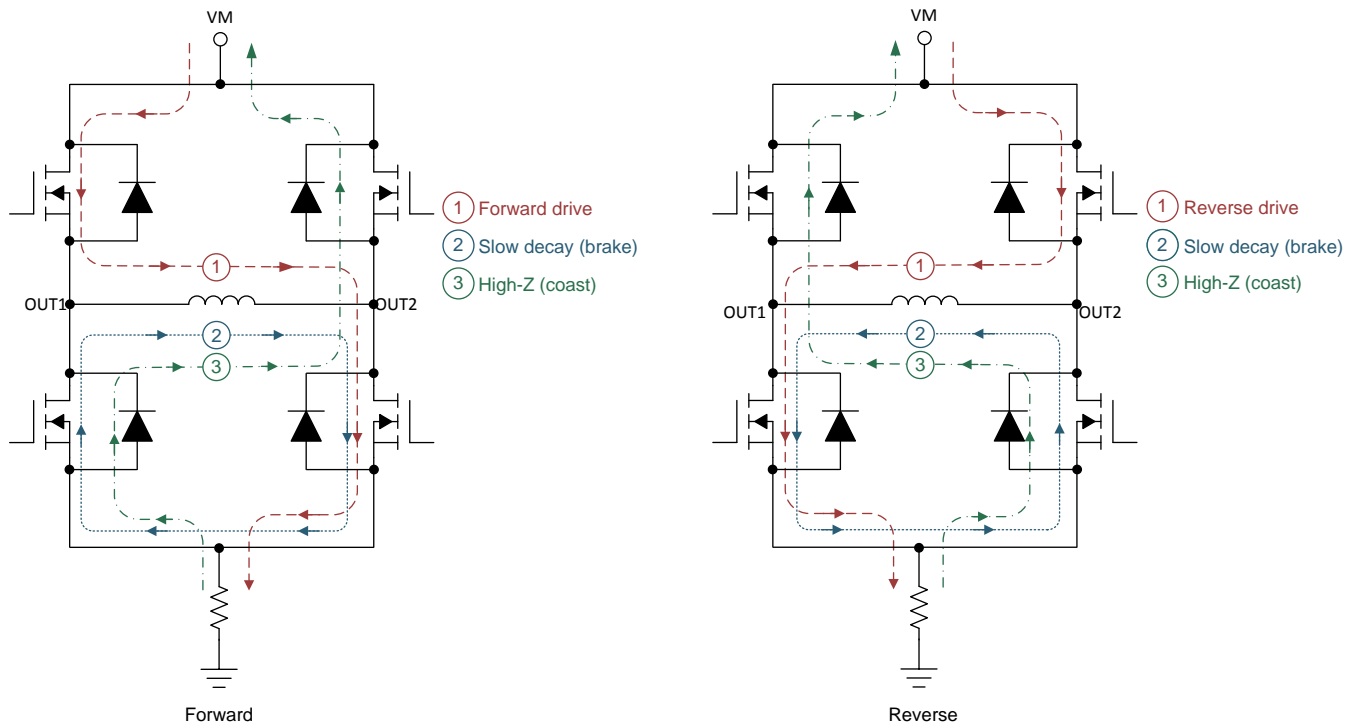 VM
1 Forward drive
2 Slow decay (brake)
3 High-Z (coast)
1
OUT1
OUT2
2
3
Forward
VM
1 Reverse drive
2 Slow decay (brake)
3 High-Z (coast)
1
OUT1
OUT2
2
3
Reverse